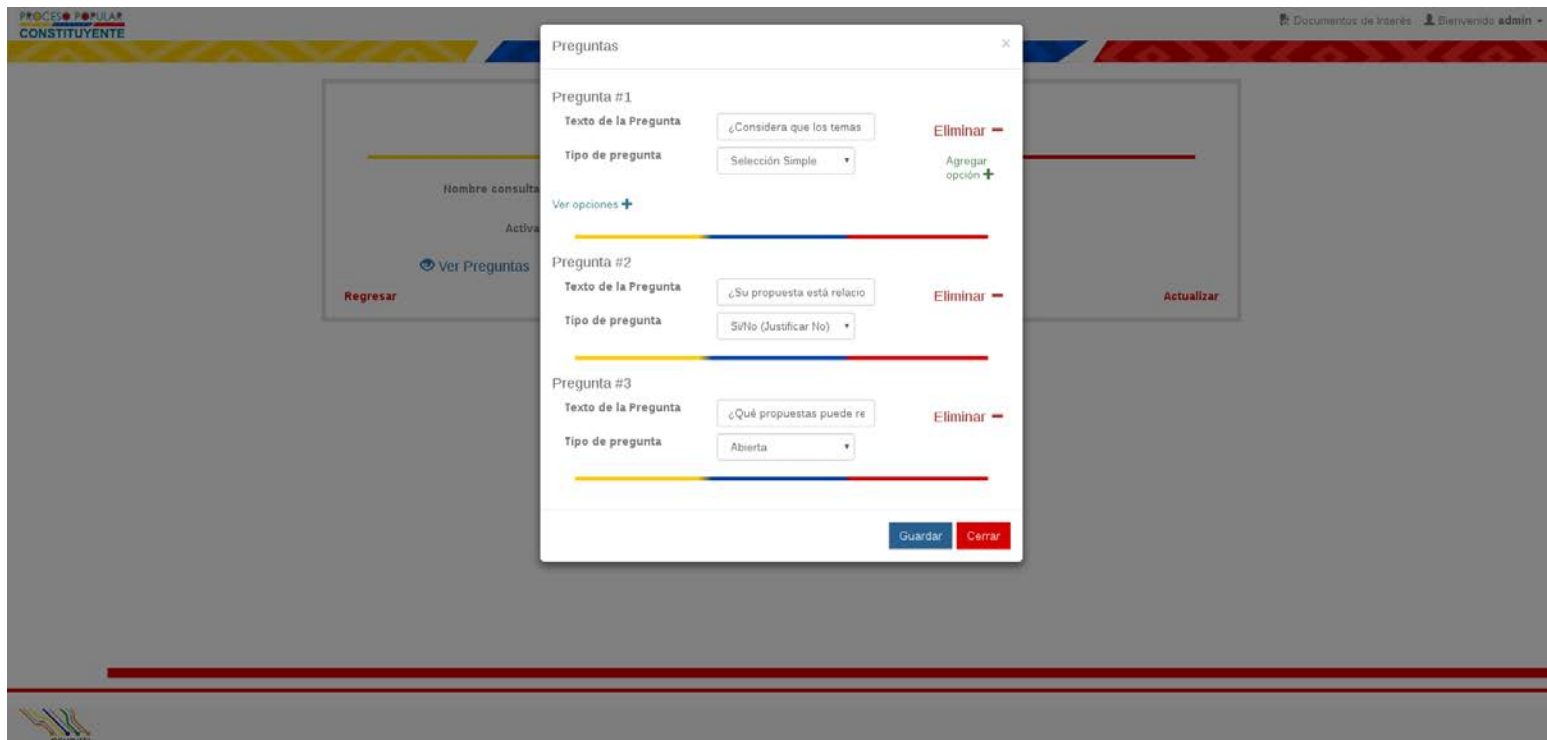 PROCESO POPULAR
CONSTITUYENTE
Documentos de Interés
Bienvenido admin
Preguntas
×
Pregunta #1
Texto de la Pregunta
¿Considera que los temas
Eliminar
Tipo de pregunta
Selección Simple
Agregar
opción
Ver opciones
Nombre consulta
Activa
Ver Preguntas
Regresar
Actualizar
Pregunta #2
Texto de la Pregunta
¿Su propuesta está relacio
Eliminar
Tipo de pregunta
Si/No (Justificar No)
Pregunta #3
Texto de la Pregunta
¿Qué propuestas puede re
Eliminar
Tipo de pregunta
Abierta
Guardar
Cerrar